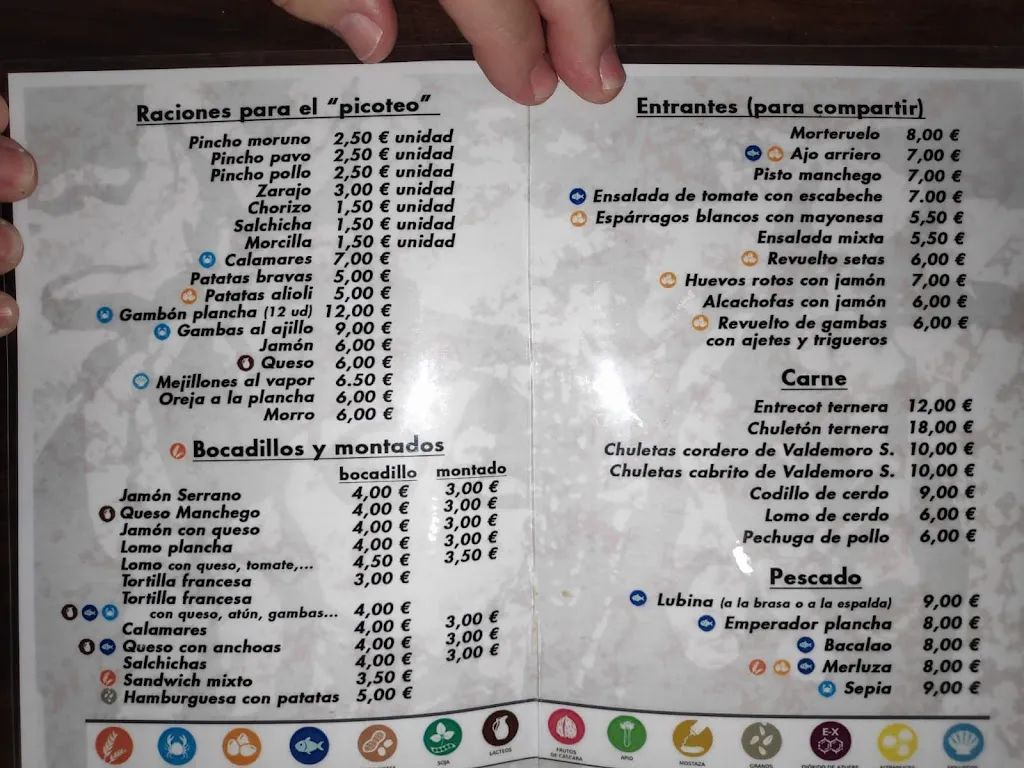 Raciones para el "picoteo"
Pincho moruno 2,50 € unidad
Pincho pavo 2,50 € unidad
Pincho pollo 2,50 € unidad
Zarajo 3,00 € unidad
Chorizo 1,50 € unidad
Salchicha 1,50 € unidad
Morcilla 1,50 € unidad
Calamares 7,00 €
Patatas bravas 5,00 €
Patatas alioli 5,00 €
Gambón plancha (12 ud) 12,00 €
Gambas al ajillo 9,00 €
Jamón 6,00 €
Queso 6,00 €
Mejillones al vapor 6.50 €
Oreja a la plancha 6,00 €
Morro 6,00 €
Bocadillos y montados
bocadillo montado
Jamón Serrano 4,00 € 3,00 €
Queso Manchego 4,00 € 3,00 €
Jamón con queso 4,00 € 3,00 €
Lomo plancha 4,00 € 3,00 €
Lomo con queso, tomate,... 4,50 € 3,50 €
Tortilla francesa 3,00 €
Tortilla francesa
con queso, atún, gambas... 4,00 €
Calamares 4,00 € 3,00 €
Queso con anchoas 4,00 € 3,00 €
Salchichas 4,00 € 3,00 €
Sandwich mixto 3,50 €
Hamburguesa con patatas 5,00 €
Entrantes (para compartir)
Morteruelo 8,00 €
Ajo arriero 7,00 €
Pisto manchego 7,00 €
Ensalada de tomate con escabeche 7.00 €
Espárragos blancos con mayonesa 5,50 €
Ensalada mixta 5,50 €
Revuelto setas 6,00 €
Huevos rotos con jamón 7,00 €
Alcachofas con jamón 6,00 €
Revuelto de gambas 6,00 €
con ajetes y trigueros
Carne
Entrecot ternera 12,00 €
Chuletón ternera 18,00 €
Chuletas cordero de Valdemoro S. 10,00 €
Chuletas cabrito de Valdemoro S. 10,00 €
Codillo de cerdo 9,00 €
Lomo de cerdo 6,00 €
Pechuga de pollo 6,00 €
Pescado
Lubina (a la brasa o a la espalda) 9,00 €
Emperador plancha 8,00 €
Bacalao 8,00 €
Merluza 8,00 €
Sepia 9,00 €
E-X
SOJA
LACTEOS
FRUTOS
DE CASCARA
APIO
MOSTAZA
GRANOS